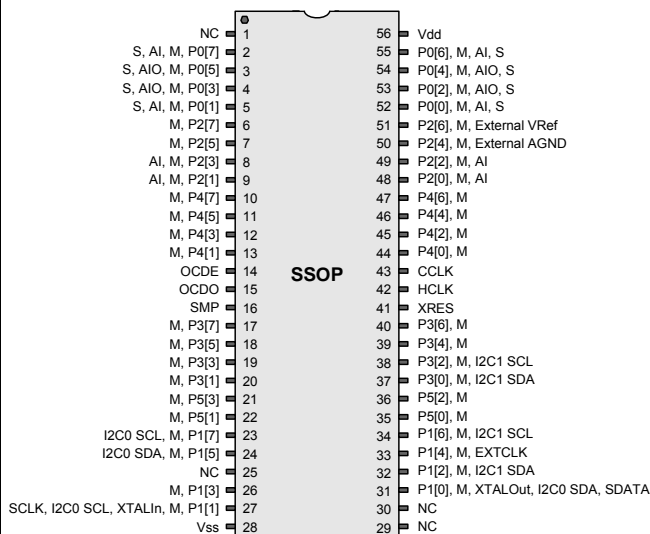 NC 1 56 Vdd
S, AI, M, P0[7] 2 55 P0[6], M, AI, S
S, AIO, M, P0[5] 3 54 P0[4], M, AIO, S
S, AIO, M, P0[3] 4 53 P0[2], M, AIO, S
S, AI, M, P0[1] 5 52 P0[0], M, AI, S
M, P2[7] 6 51 P2[6], M, External VRef
M, P2[5] 7 50 P2[4], M, External AGND
AI, M, P2[3] 8 49 P2[2], M, AI
AI, M, P2[1] 9 48 P2[0], M, AI
M, P4[7] 10 47 P4[6], M
M, P4[5] 11 46 P4[4], M
M, P4[3] 12 45 P4[2], M
M, P4[1] 13 44 P4[0], M
OCDE 14 SSOP 43 CCLK
OCDO 15 42 HCLK
SMP 16 41 XRES
M, P3[7] 17 40 P3[6], M
M, P3[5] 18 39 P3[4], M
M, P3[3] 19 38 P3[2], M, I2C1 SCL
M, P3[1] 20 37 P3[0], M, I2C1 SDA
M, P5[3] 21 36 P5[2], M
M, P5[1] 22 35 P5[0], M
I2C0 SCL, M, P1[7] 23 34 P1[6], M, I2C1 SCL
I2C0 SDA, M, P1[5] 24 33 P1[4], M, EXTCLK
NC 25 32 P1[2], M, I2C1 SDA
M, P1[3] 26 31 P1[0], M, XTALOut, I2C0 SDA, SDATA
SCLK, I2C0 SCL, XTALIn, M, P1[1] 27 30 NC
Vss 28 29 NC